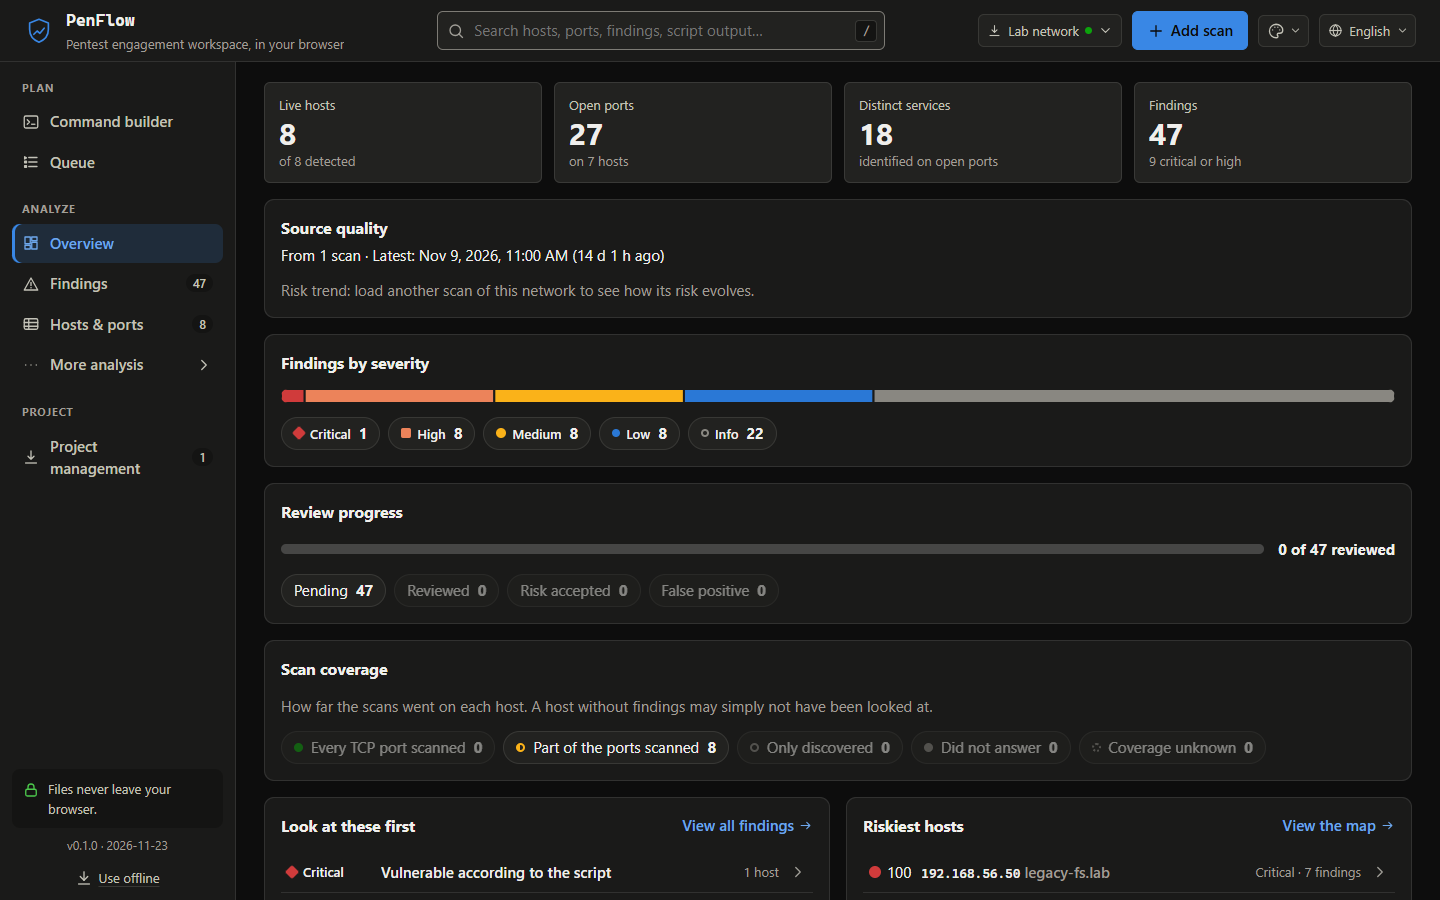 PenFlow
Pentest engagement workspace, in your browser
Search hosts, ports, findings, script output...
/
Lab network
Add scan
English
PLAN
Command builder
Queue
ANALYZE
Overview
Findings 47
Hosts & ports 8
More analysis
PROJECT
Project management 1
Files never leave your browser.
v0.1.0 · 2026-11-23
Use offline
Live hosts
8
of 8 detected
Open ports
27
on 7 hosts
Distinct services
18
identified on open ports
Findings
47
9 critical or high
Source quality
From 1 scan · Latest: Nov 9, 2026, 11:00 AM (14 d 1 h ago)
Risk trend: load another scan of this network to see how its risk evolves.
Findings by severity
Critical 1 High 8 Medium 8 Low 8 Info 22
Review progress
0 of 47 reviewed
Pending 47 Reviewed 0 Risk accepted 0 False positive 0
Scan coverage
How far the scans went on each host. A host without findings may simply not have been looked at.
Every TCP port scanned 0 Part of the ports scanned 8 Only discovered 0 Did not answer 0 Coverage unknown 0
Look at these first View all findings →
Critical Vulnerable according to the script 1 host
Riskiest hosts View the map →
100 192.168.56.50 legacy-fs.lab Critical · 7 findings